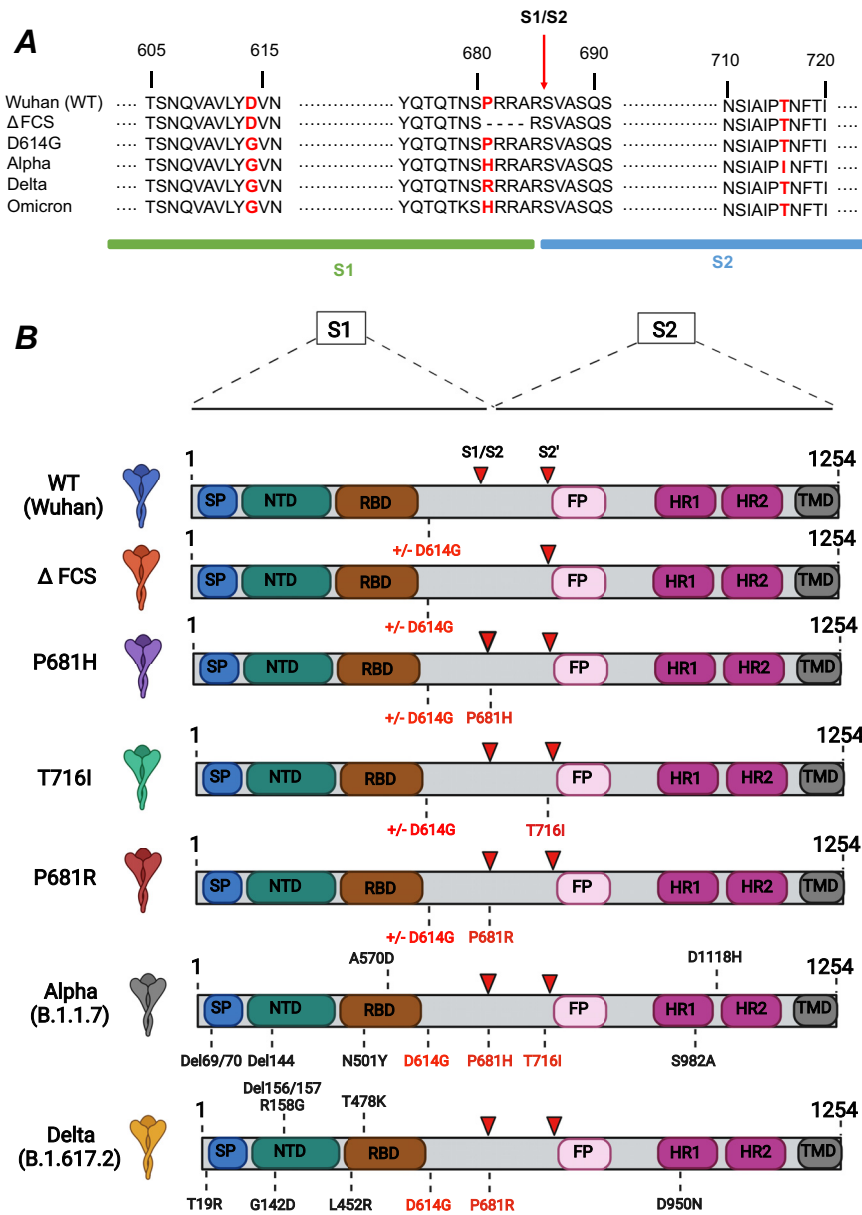 A
S1/S2
605 615 680 690 710 720
Wuhan (WT) .... TSNQVAVLYDVN .................. YQTQTNSPRRARSVASQS ................. NSIAIPTNFTI ....
ΔFCS .... TSNQVAVLYDVN .................. YQTQTNS----RSVASQS ................. NSIAIPTNFTI ....
D614G .... TSNQVAVLYGVN .................. YQTQTNSPRRARSVASQS ................. NSIAIPTNFTI ....
Alpha .... TSNQVAVLYGVN .................. YQTQTNSHRRARSVASQS ................. NSIAIPINFTI ....
Delta .... TSNQVAVLYGVN .................. YQTQTNSRRRARSVASQS ................. NSIAIPTNFTI ....
Omicron .... TSNQVAVLYGVN .................. YQTQTKSHRRARSVASQS ................. NSIAIPTNFTI ....
S1 S2
B
S1 S2
1 S1/S2 S2' 1254
WT
(Wuhan)
SP NTD RBD FP HR1 HR2 TMD
+/- D614G
1 1254
Δ FCS
SP NTD RBD FP HR1 HR2 TMD
+/- D614G
1 1254
P681H
SP NTD RBD FP HR1 HR2 TMD
+/- D614G P681H
1 1254
T716I
SP NTD RBD FP HR1 HR2 TMD
+/- D614G T716I
1 1254
P681R
SP NTD RBD FP HR1 HR2 TMD
+/- D614G P681R
A570D D1118H
1 1254
Alpha
(B.1.1.7)
SP NTD RBD FP HR1 HR2 TMD
Del69/70 Del144 N501Y D614G P681H T716I S982A
Del156/157
R158G T478K
1 1254
Delta
(B.1.617.2)
SP NTD RBD FP HR1 HR2 TMD
T19R G142D L452R D614G P681R D950N